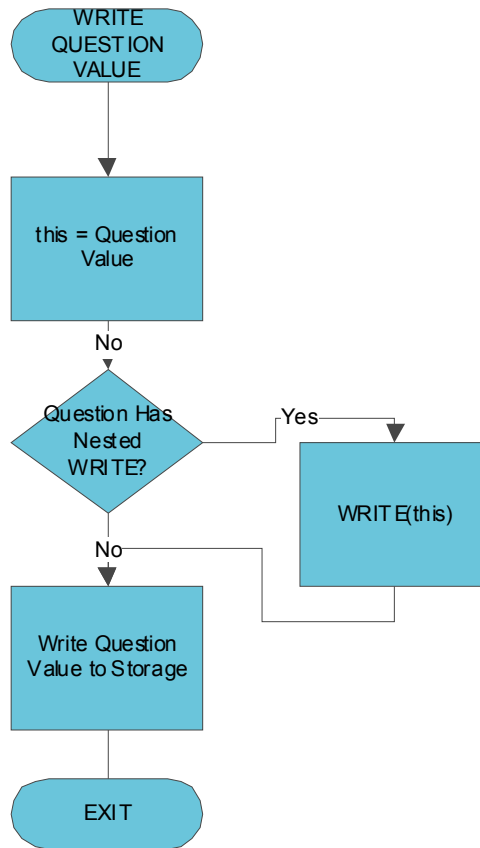 WRITE
QUESTION
VALUE
this = Question
Value
No
Question Has
Nested
WRITE?
Yes
WRITE(this)
No
Write Question
Value to Storage
EXIT